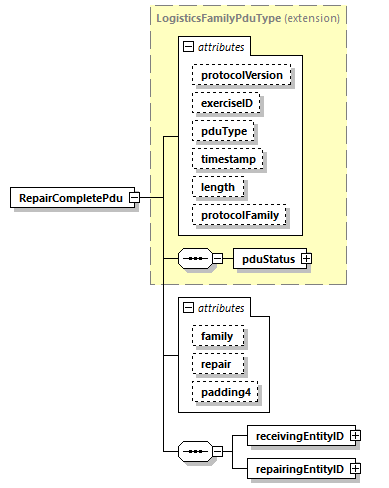 LogisticsFamilyPduType (extension)
attributes
protocolVersion
exerciseID
pduType
timestamp
length
protocolFamily
RepairCompletePdu
pduStatus
attributes
family
repair
padding4
receivingEntityID
repairingEntityID